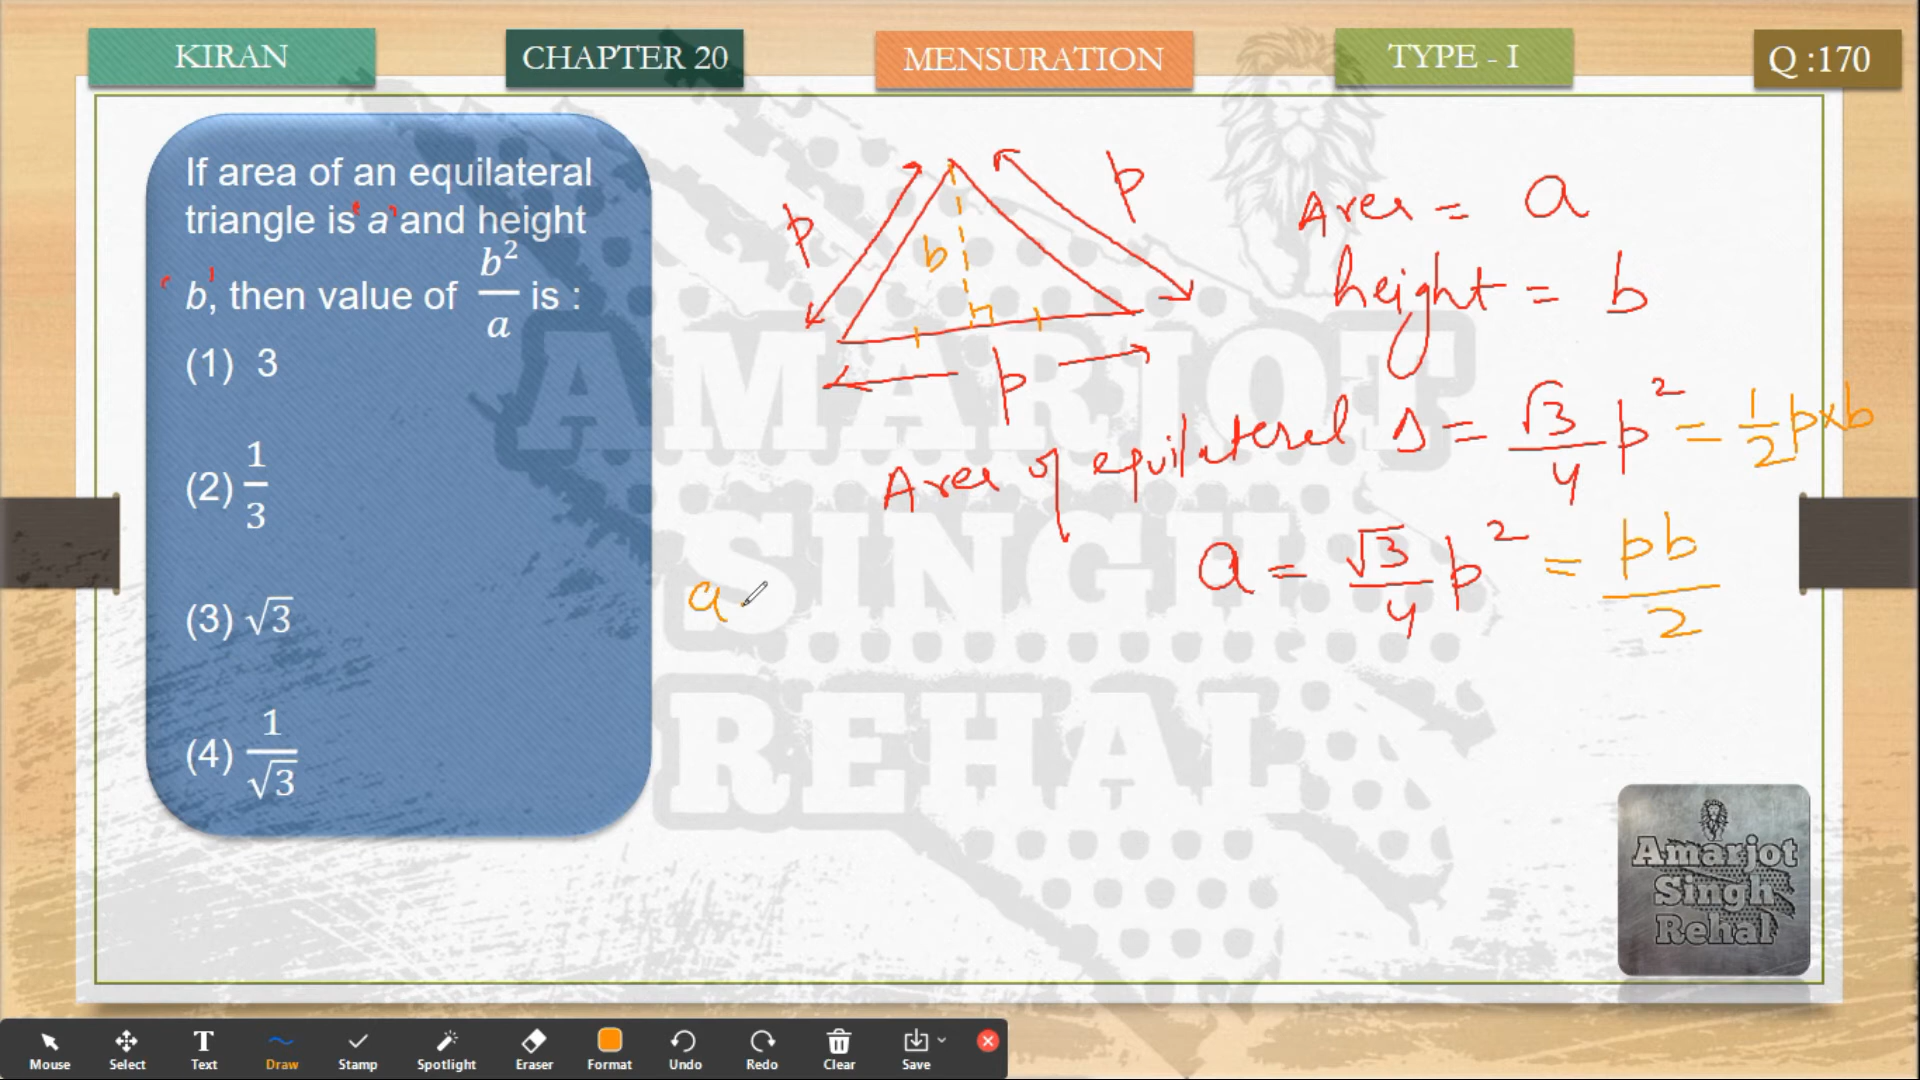 KIRAN
CHAPTER 20
MENSURATION
TYPE - I
Q :170
If area of an equilateral
triangle is 'a' and height
'b', then value of b²/a is :
(1) 3
(2) 1/3
(3) √3
(4) 1/√3
p
p
b
p
Area = a
height = b
Area of equilateral Δ = √3/4 p² = 1/2 p×b
a = √3/4 p² = pb/2
a
AMARJOT
SINGH
REHAL
Amarjot
Singh
Rehal
Mouse
Select
Text
Draw
Stamp
Spotlight
Eraser
Format
Undo
Redo
Clear
Save